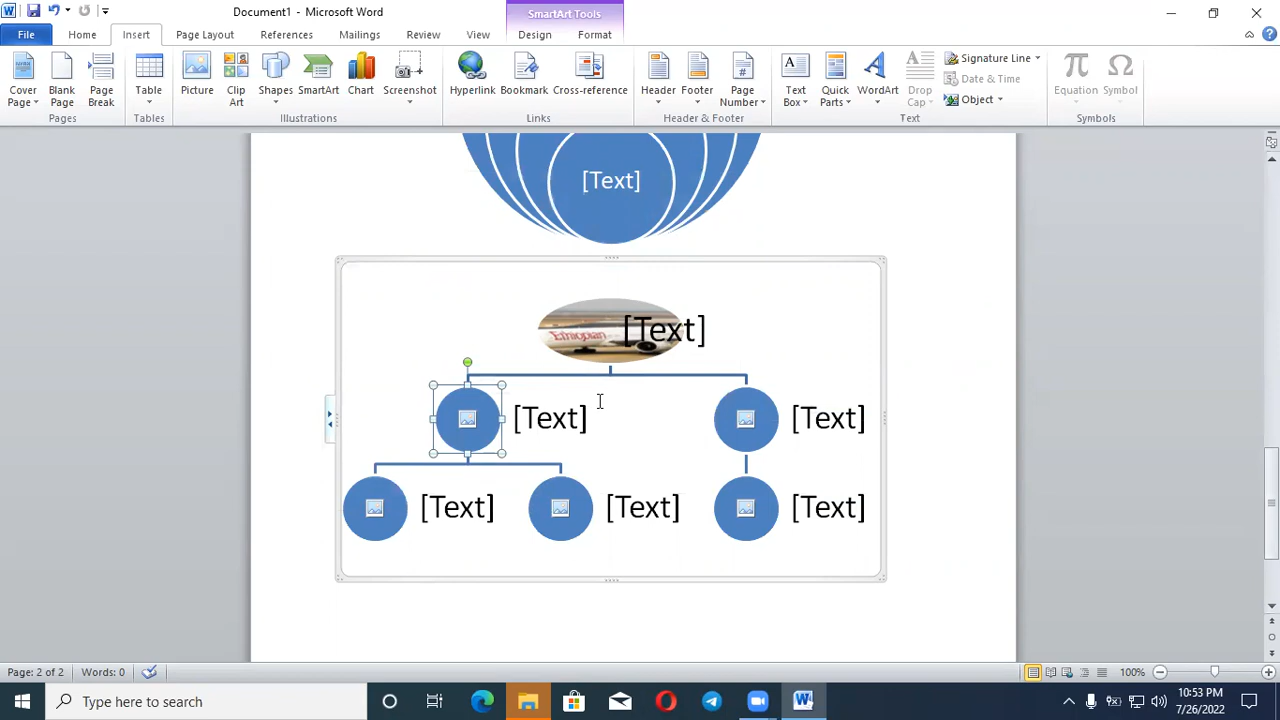 Document1 - Microsoft Word
SmartArt Tools
File
Home
Insert
Page Layout
References
Mailings
Review
View
Design
Format
Cover Page
Blank Page
Page Break
Table
Picture
Clip Art
Shapes
SmartArt
Chart
Screenshot
Hyperlink
Bookmark
Cross-reference
Header
Footer
Page Number
Text Box
Quick Parts
WordArt
Drop Cap
Signature Line
Date & Time
Object
Equation
Symbol
Pages
Tables
Illustrations
Links
Header & Footer
Text
Symbols
[Text]
Ethiopian
[Text]
[Text]
[Text]
[Text]
[Text]
[Text]
Page: 2 of 2
Words: 0
100%
Type here to search
10:53 PM
7/26/2022